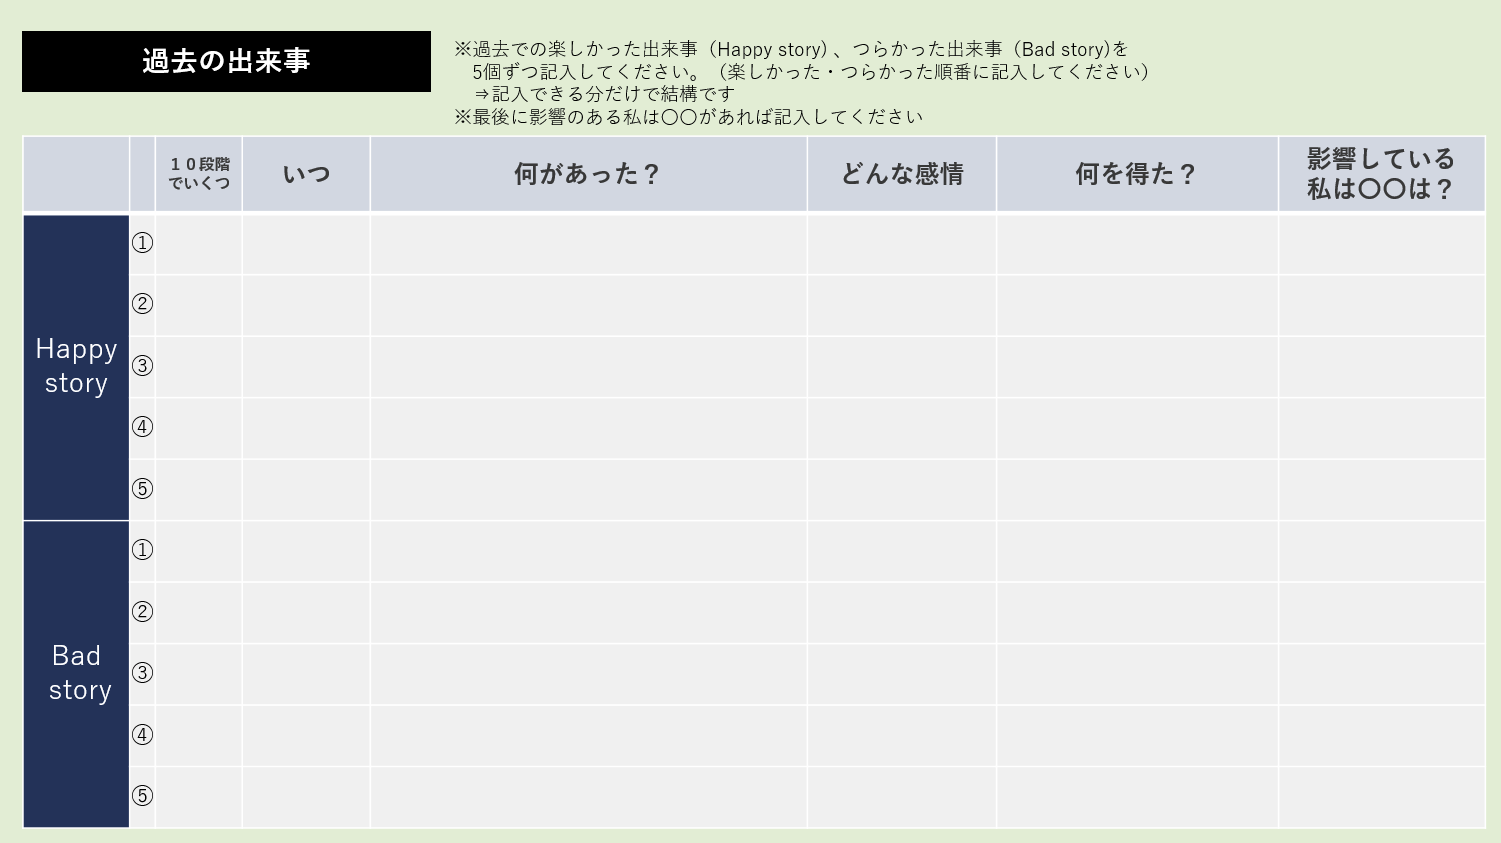 過去の出来事
※過去での楽しかった出来事（Happy story) 、つらかった出来事（Bad story)を
5個ずつ記入してください。（楽しかった・つらかった順番に記入してください）
⇒記入できる分だけで結構です
※最後に影響のある私は〇〇があれば記入してください
１０段階
でいくつ
いつ
何があった？
どんな感情
何を得た？
影響している
私は〇〇は？
Happy
story
①
②
③
④
⑤
Bad
story
①
②
③
④
⑤